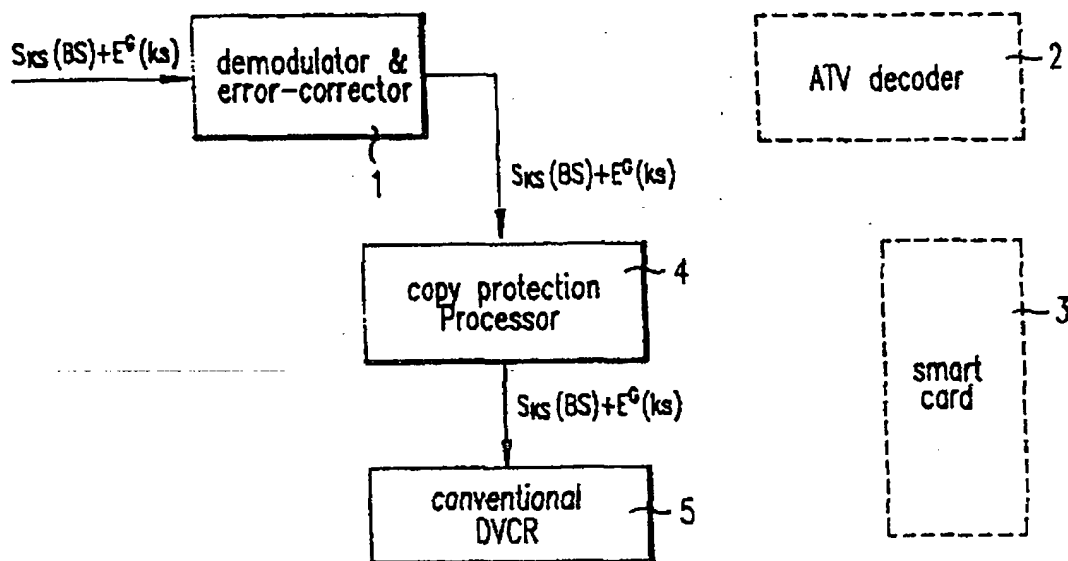 S_KS(BS)+E^G(ks)
demodulator &
error-corrector
1
ATV decoder
2
S_KS(BS)+E^G(ks)
copy protection
Processor
4
3
smart
card
S_KS(BS)+E^G(ks)
conventional
DVCR
5